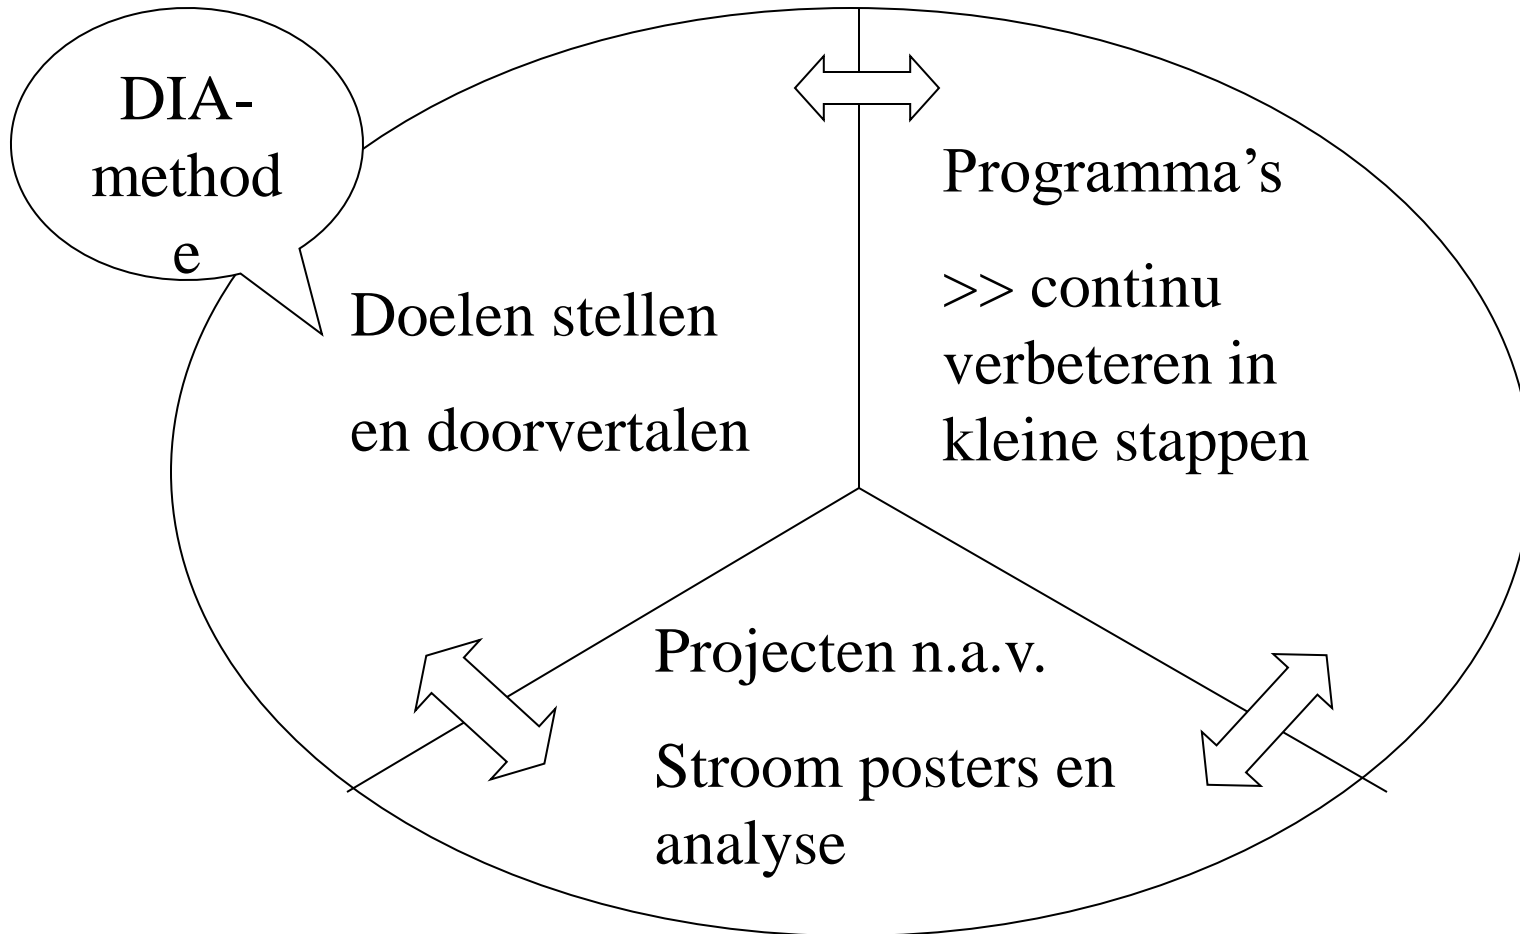 DIA-
method
e
Doelen stellen
en doorvertalen
Programma’s
>> continu
verbeteren in
kleine stappen
Projecten n.a.v.
Stroom posters en
analyse